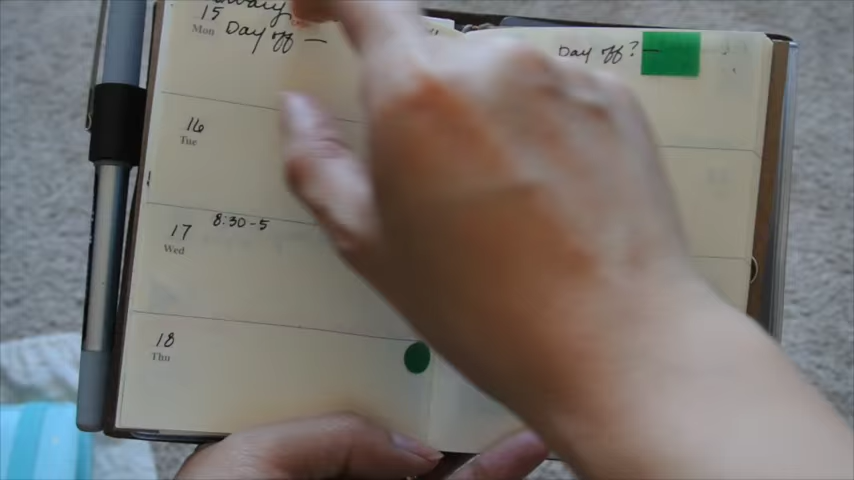 15
Mon
Day off —
16
Tue
17
Wed
8:30-5
18
Thu
Day off? —